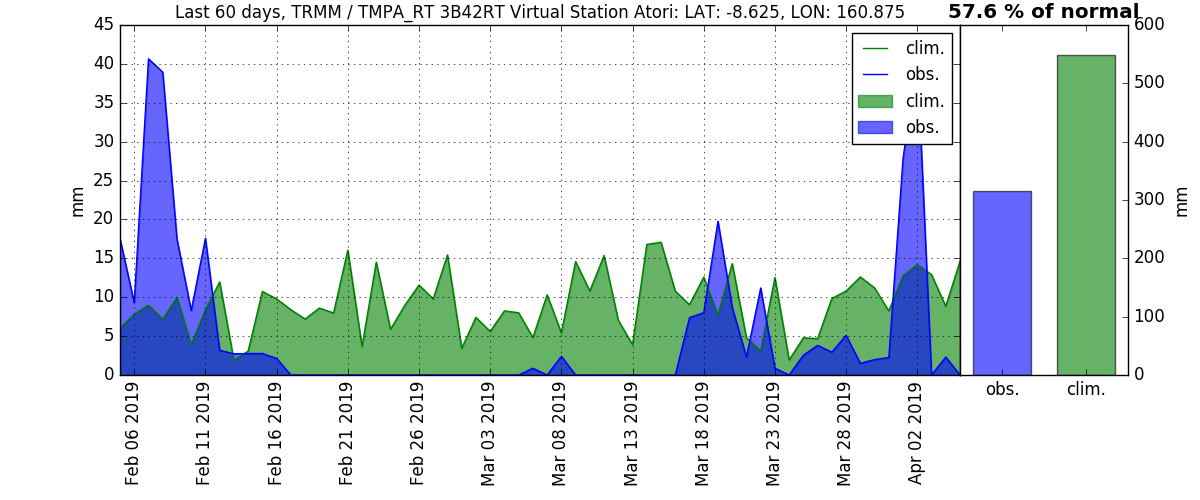 Last 60 days, TRMM / TMPA_RT 3B42RT Virtual Station Atori: LAT: -8.625, LON: 160.875
57.6 % of normal
45
40
35
30
25
20
15
10
5
0
mm
clim.
obs.
clim.
obs.
Feb 06 2019
Feb 11 2019
Feb 16 2019
Feb 21 2019
Feb 26 2019
Mar 03 2019
Mar 08 2019
Mar 13 2019
Mar 18 2019
Mar 23 2019
Mar 28 2019
Apr 02 2019
600
500
400
300
200
100
0
mm
obs.
clim.